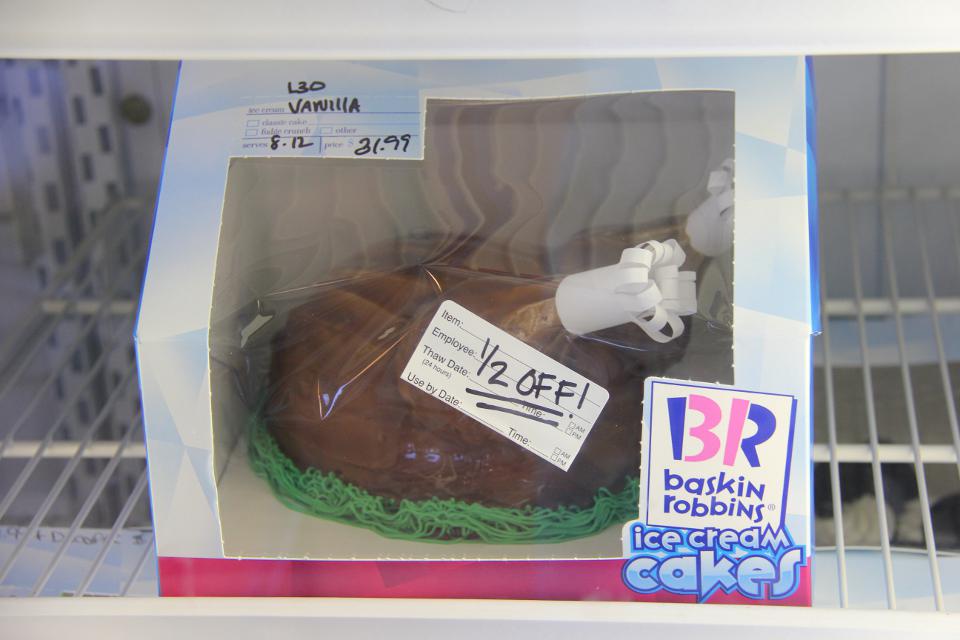 L30
ice cream VANILLA
classic cake
fudge crunch other
serves 8-12 price $ 31.99
Item:
Employee:
Thaw Date:
(24 hours)
1/2 OFF!
Time: AM PM
Use by Date:
Time: AM PM
BR
baskin
robbins®
ice cream
cakes